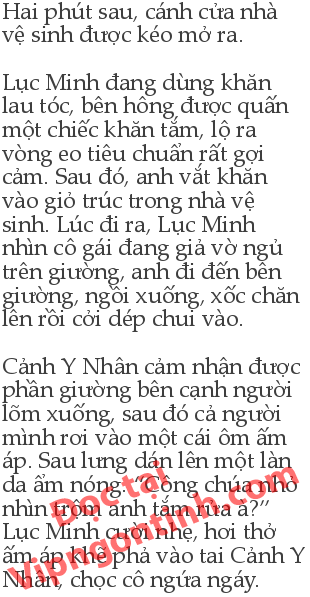 Hai phút sau, cánh cửa nhà
vệ sinh được kéo mở ra.
Lục Minh đang dùng khăn
lau tóc, bên hông được quấn
một chiếc khăn tắm, lộ ra
vòng eo tiêu chuẩn rất gợi
cảm. Sau đó, anh vắt khăn
vào giỏ trúc trong nhà vệ
sinh. Lúc đi ra, Lục Minh
nhìn cô gái đang giả vờ ngủ
trên giường, anh đi đến bên
giường, ngồi xuống, xốc chăn
lên rồi cởi dép chui vào.
Cảnh Y Nhân cảm nhận được
phần giường bên cạnh người
lõm xuống, sau đó cả người
mình rơi vào một cái ôm ấm
áp. Sau lưng dán lên một làn
da ẩm nóng. “Công chúa nhỏ
nhìn trộm anh tắm rửa à?”
Lục Minh cười nhẹ, hơi thở
ấm áp khẽ phả vào tai Cảnh Y
Nhân, chọc cô ngứa ngáy.
Đọc tại
Vipngontinh.com